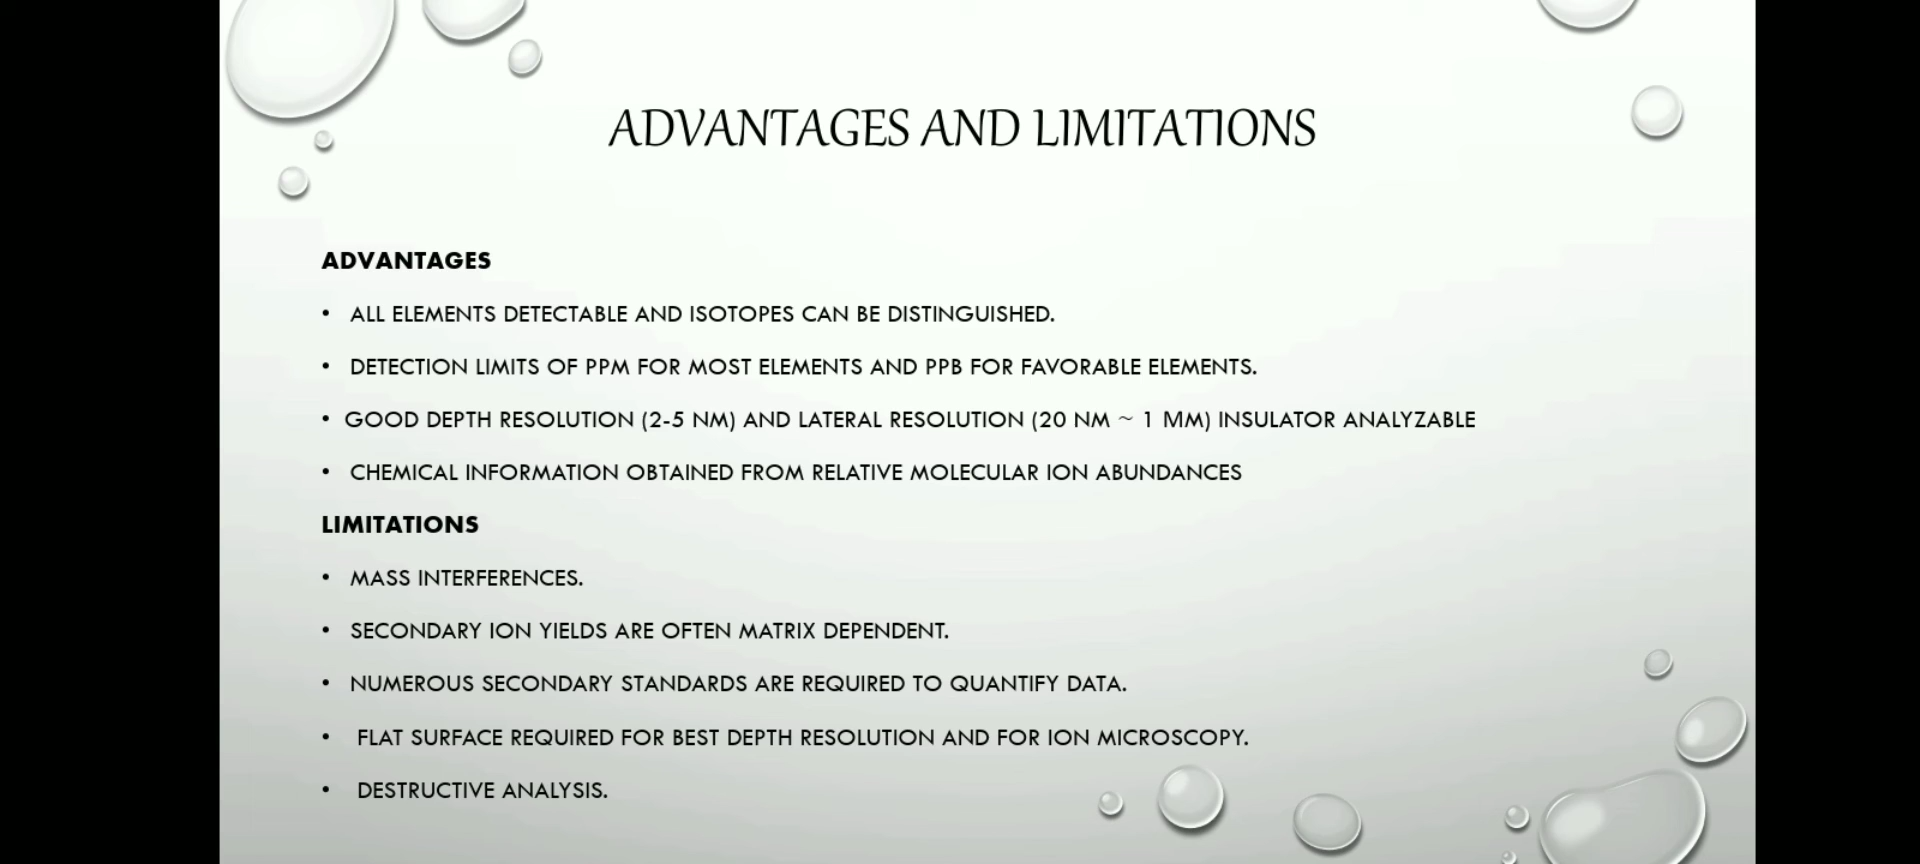 ADVANTAGES AND LIMITATIONS
ADVANTAGES
• ALL ELEMENTS DETECTABLE AND ISOTOPES CAN BE DISTINGUISHED.
• DETECTION LIMITS OF PPM FOR MOST ELEMENTS AND PPB FOR FAVORABLE ELEMENTS.
• GOOD DEPTH RESOLUTION (2-5 NM) AND LATERAL RESOLUTION (20 NM ~ 1 ΜM) INSULATOR ANALYZABLE
• CHEMICAL INFORMATION OBTAINED FROM RELATIVE MOLECULAR ION ABUNDANCES
LIMITATIONS
• MASS INTERFERENCES.
• SECONDARY ION YIELDS ARE OFTEN MATRIX DEPENDENT.
• NUMEROUS SECONDARY STANDARDS ARE REQUIRED TO QUANTIFY DATA.
• FLAT SURFACE REQUIRED FOR BEST DEPTH RESOLUTION AND FOR ION MICROSCOPY.
• DESTRUCTIVE ANALYSIS.